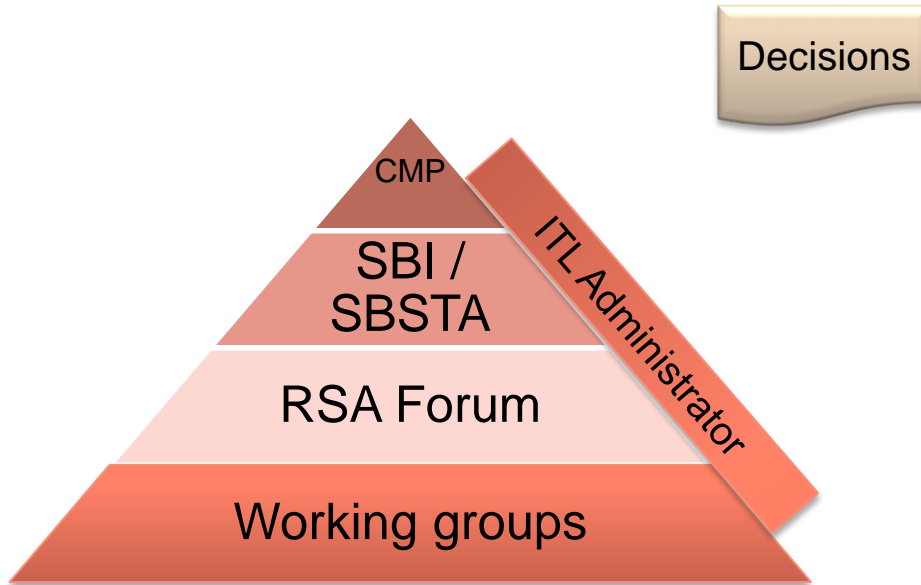 Decisions
CMP
SBI /
SBSTA
ITL Administrator
RSA Forum
Working groups